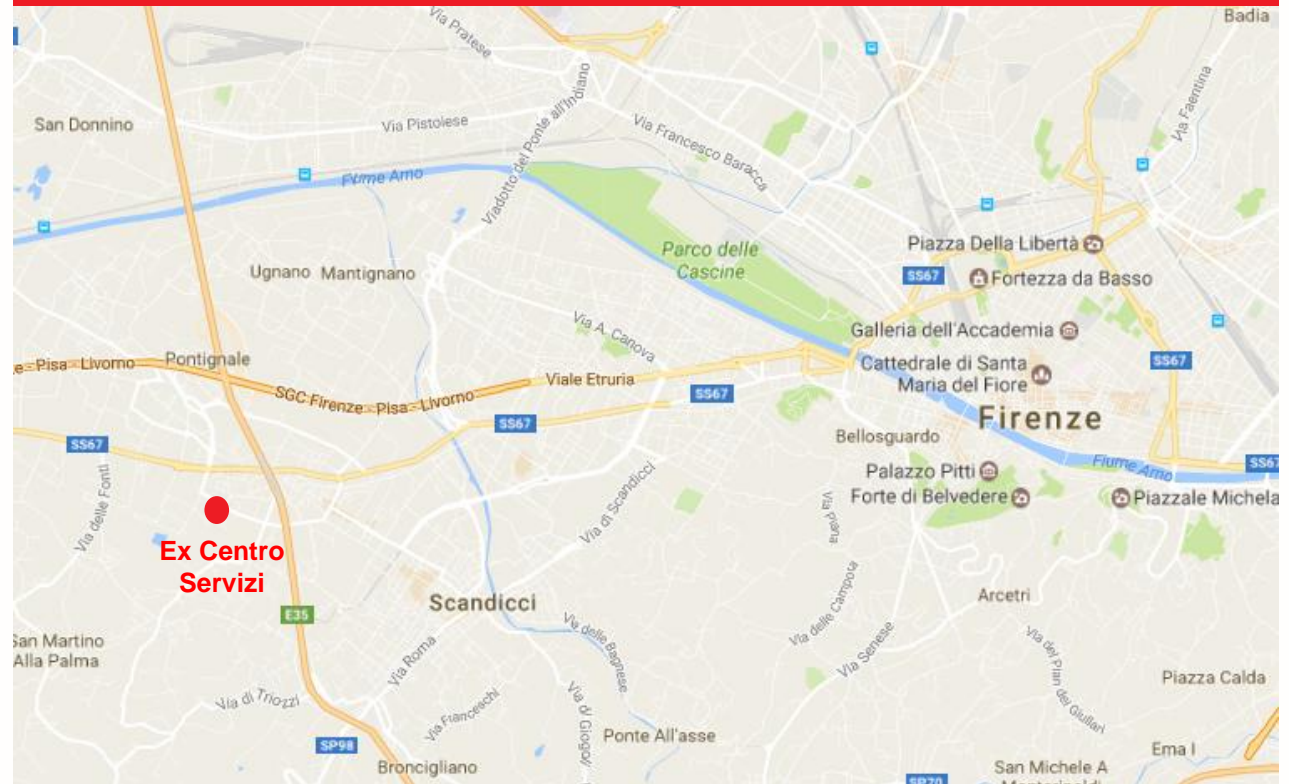 Via Pratese
Badia
Via Faentina
San Donnino
Via Pistoiese
Viadotto del Ponte all'Indiano
Via Francesco Baracca
Fiume Arno
Parco delle
Cascine
Piazza Della Libertà
Ugnano
Mantignano
SS67
Fortezza da Basso
Via A. Canova
Galleria dell'Accademia
e - Pisa - Livorno
Pontignale
Cattedrale di Santa
Maria del Fiore
SS67
SGC Firenze - Pisa - Livorno
Viale Etruria
SS67
Firenze
SS67
SS67
Bellosguardo
Fiume Arno
SS67
Palazzo Pitti
Via delle Fonti
Via di Scandicci
Forte di Belvedere
Piazzale Michela
Via Piana
Ex Centro
Servizi
Scandicci
E35
Arcetri
Via delle Campora
Via delle Bagnese
San Martino
Alla Palma
Via Roma
Via Senese
Via del Pian dei Giullari
Piazza Calda
Via di Triozzi
Via Franceschi
Via di Giogoli
Ponte All'asse
SP98
Ema I
Broncigliano
San Michele A
SP70